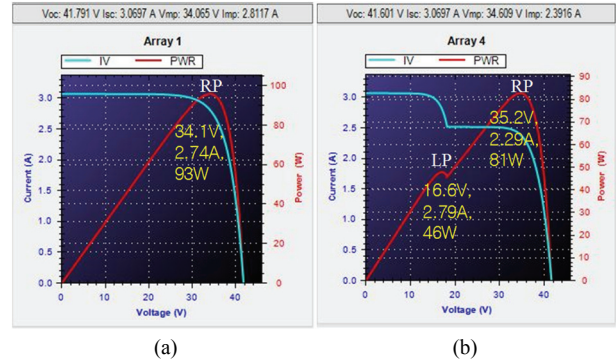 Voc: 41.791 V Isc: 3.0697 A Vmp: 34.065 V Imp: 2.8117 A
Array 1
IV PWR
RP
34.1V,
2.74A,
93W
Current (A)
3.0
2.5
2.0
1.5
1.0
0.5
0.0
0 10 20 30 40
Voltage (V)
100
80
60
40
20
0
Power (W)
(a)
Voc: 41.601 V Isc: 3.0697 A Vmp: 34.609 V Imp: 2.3916 A
Array 4
IV PWR
RP
35.2V,
2.29A,
81W
LP
16.6V,
2.79A,
46W
Current (A)
3.0
2.5
2.0
1.5
1.0
0.5
0.0
0 10 20 30 40
Voltage (V)
90
80
70
60
50
40
30
20
10
0
Power (W)
(b)